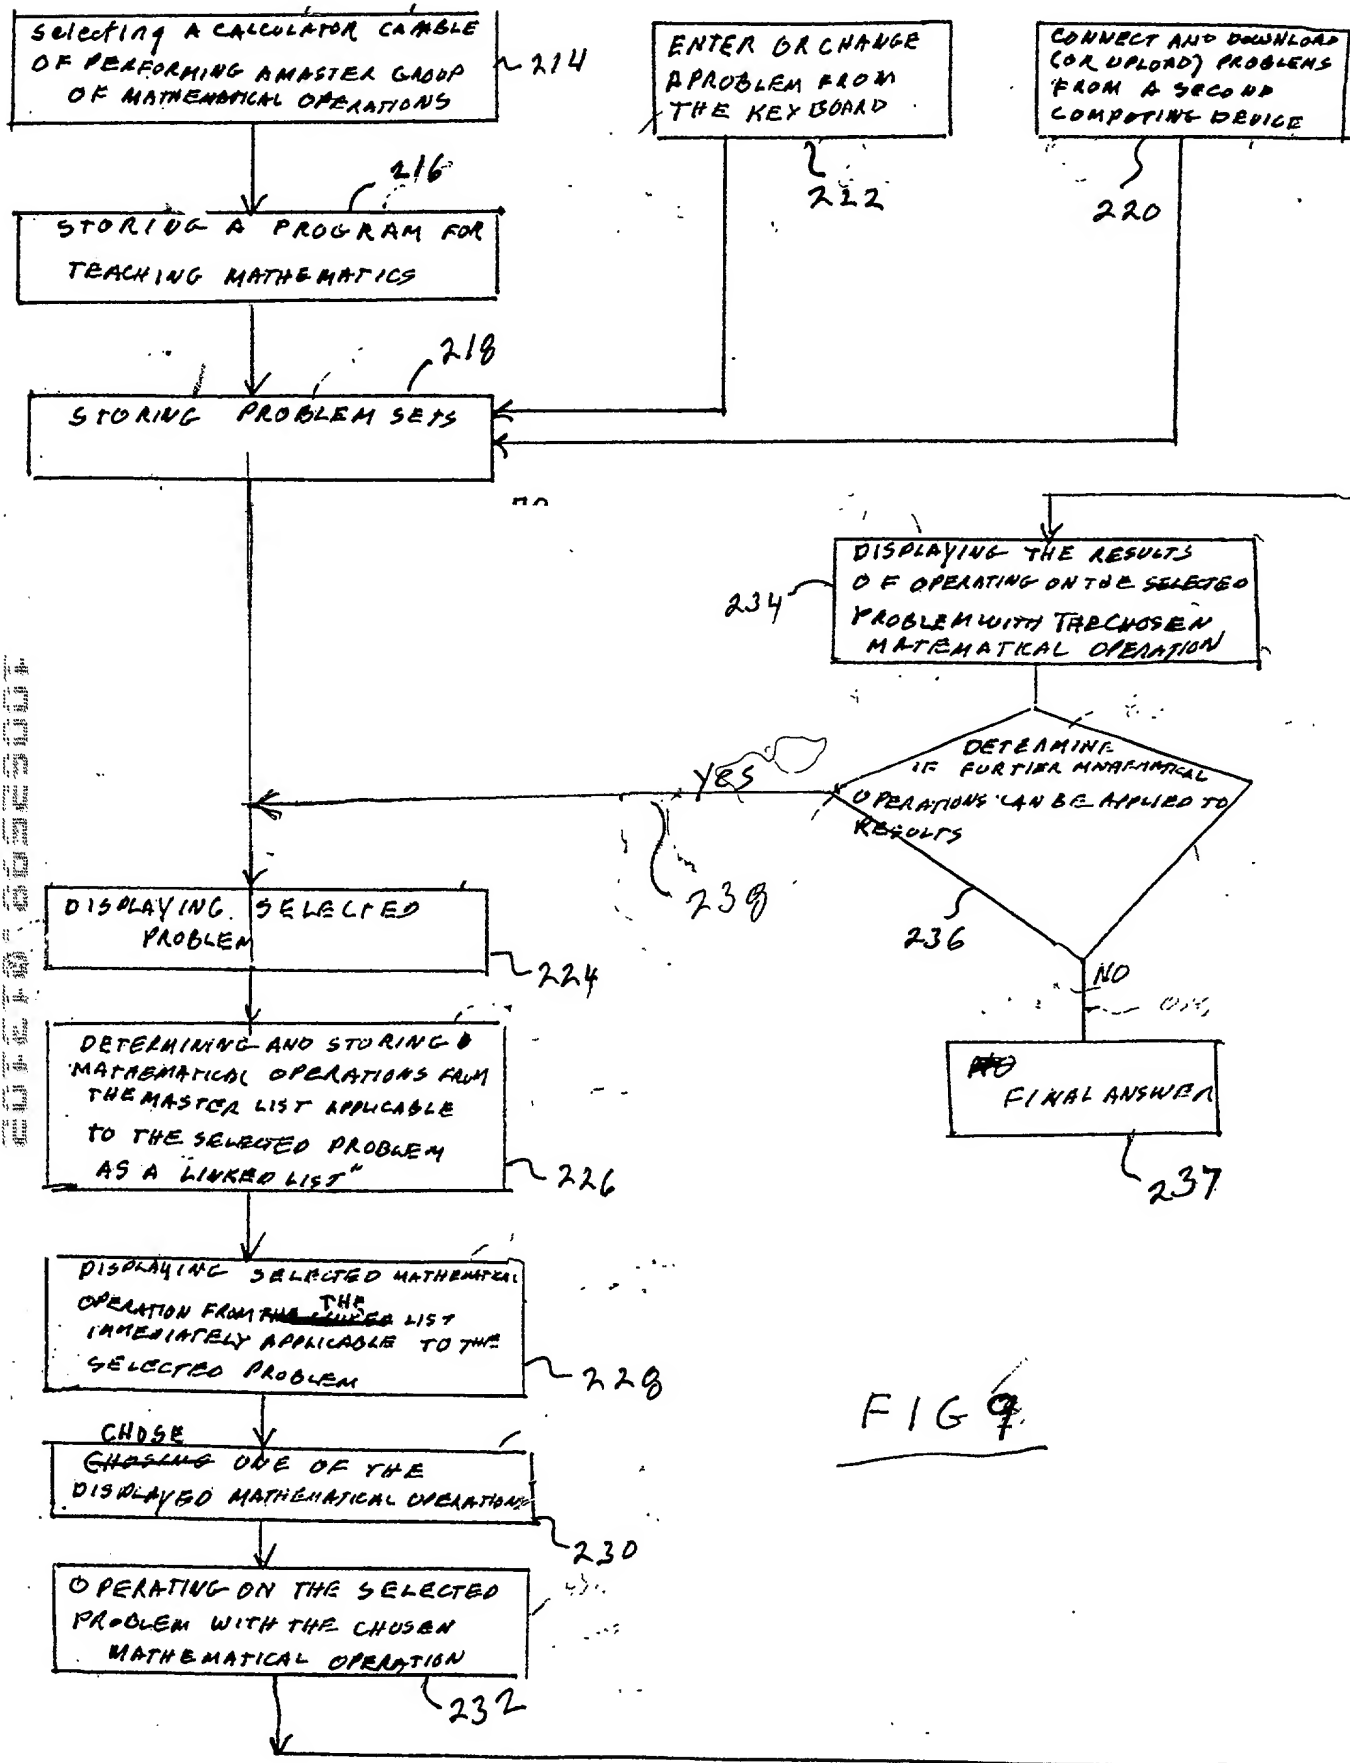 Selecting A CALCULATOR CAPABLE
OF PERFORMING A MASTER GROUP
OF MATHEMATICAL OPERATIONS
214
ENTER OR CHANGE
A PROBLEM FROM
THE KEYBOARD
222
CONNECT AND DOWNLOAD
(OR UPLOAD) PROBLEMS
FROM A SECOND
COMPUTING DEVICE
220
216
STORING A PROGRAM FOR
TEACHING MATHEMATICS
218
STORING PROBLEM SETS
DISPLAYING THE RESULTS
OF OPERATING ON THE SELECTED
PROBLEM WITH THE CHOSEN
MATEMATICAL OPERATION
234
DETERMINE
IF FURTIER MATHEMATICAL
OPERATIONS CAN BE APPLIED TO
RESULTS
YES
238
236
NO
FINAL ANSWER
237
DISPLAYING SELECTED
PROBLEM
224
DETERMINING AND STORING
MATHEMATICAL OPERATIONS FROM
THE MASTER LIST APPLICABLE
TO THE SELECTED PROBLEM
AS A LINKED LIST"
226
DISPLAYING SELECTED MATHEMATICAL
OPERATION FROM THE LIST
IMMEDIATELY APPLICABLE TO THE
SELECTED PROBLEM
228
CHOSE
ONE OF THE
DISPLAYED MATHEMATICAL OPERATIONS
230
OPERATING ON THE SELECTED
PROBLEM WITH THE CHOSEN
MATHEMATICAL OPERATION
232
FIG 9